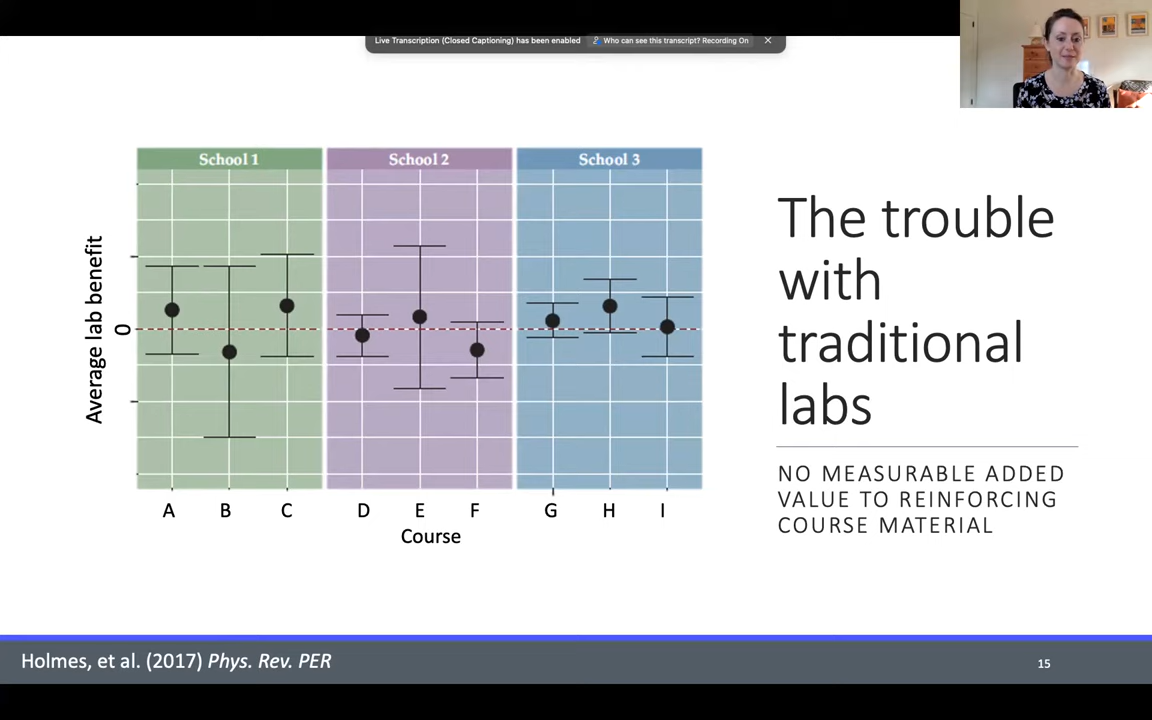 Live Transcription (Closed Captioning) has been enabled Who can see this transcript? Recording On
School 1 School 2 School 3
Average lab benefit
0
A B C D E F G H I
Course
The trouble
with
traditional
labs
NO MEASURABLE ADDED
VALUE TO REINFORCING
COURSE MATERIAL
Holmes, et al. (2017) Phys. Rev. PER
15